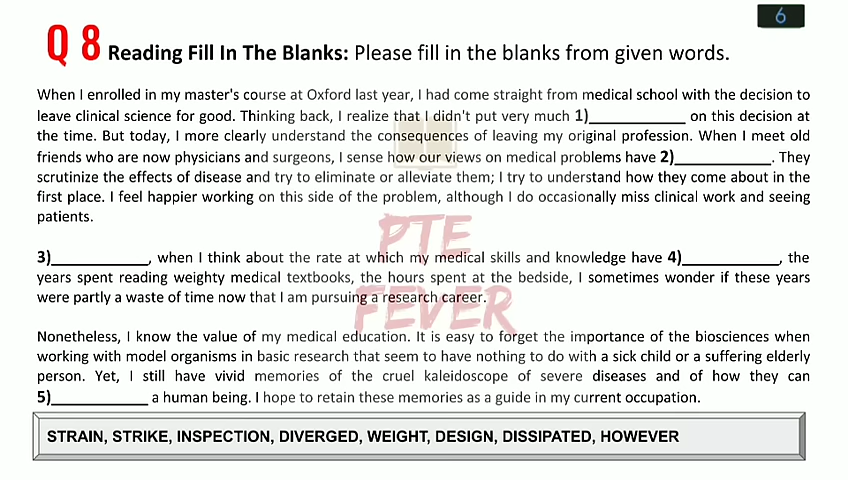 6
Q 8 Reading Fill In The Blanks: Please fill in the blanks from given words.
When I enrolled in my master's course at Oxford last year, I had come straight from medical school with the decision to
leave clinical science for good. Thinking back, I realize that I didn't put very much 1)____________ on this decision at
the time. But today, I more clearly understand the consequences of leaving my original profession. When I meet old
friends who are now physicians and surgeons, I sense how our views on medical problems have 2)____________. They
scrutinize the effects of disease and try to eliminate or alleviate them; I try to understand how they come about in the
first place. I feel happier working on this side of the problem, although I do occasionally miss clinical work and seeing
patients.
3)____________, when I think about the rate at which my medical skills and knowledge have 4)____________, the
years spent reading weighty medical textbooks, the hours spent at the bedside, I sometimes wonder if these years
were partly a waste of time now that I am pursuing a research career.
Nonetheless, I know the value of my medical education. It is easy to forget the importance of the biosciences when
working with model organisms in basic research that seem to have nothing to do with a sick child or a suffering elderly
person. Yet, I still have vivid memories of the cruel kaleidoscope of severe diseases and of how they can
5)____________ a human being. I hope to retain these memories as a guide in my current occupation.
PTE
FEVER
STRAIN, STRIKE, INSPECTION, DIVERGED, WEIGHT, DESIGN, DISSIPATED, HOWEVER